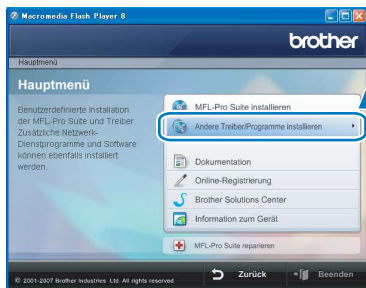 Macromedia Flash Player 8
brother
Hauptmenü
Hauptmenü
Benutzerdefinierte Installation
der MFL-Pro Suite und Treiber.
Zusätzliche Netzwerk-
Dienstprogramme und Software
können ebenfalls installiert
werden.
MFL-Pro Suite installieren
Andere Treiber/Programme installieren
Dokumentation
Online-Registrierung
Brother Solutions Center
Information zum Gerät
MFL-Pro Suite reparieren
© 2001-2007 Brother Industries Ltd. All rights reserved
Zurück
Beenden